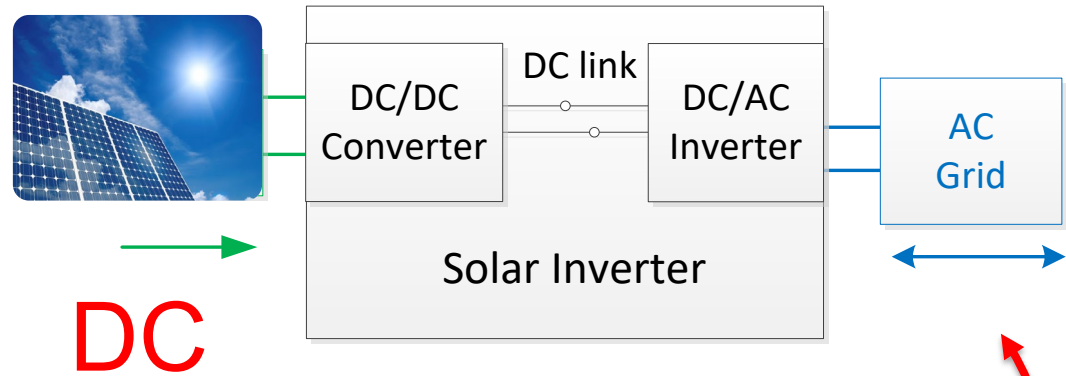 DC/DC
Converter
DC link
DC/AC
Inverter
AC
Grid
Solar Inverter
DC